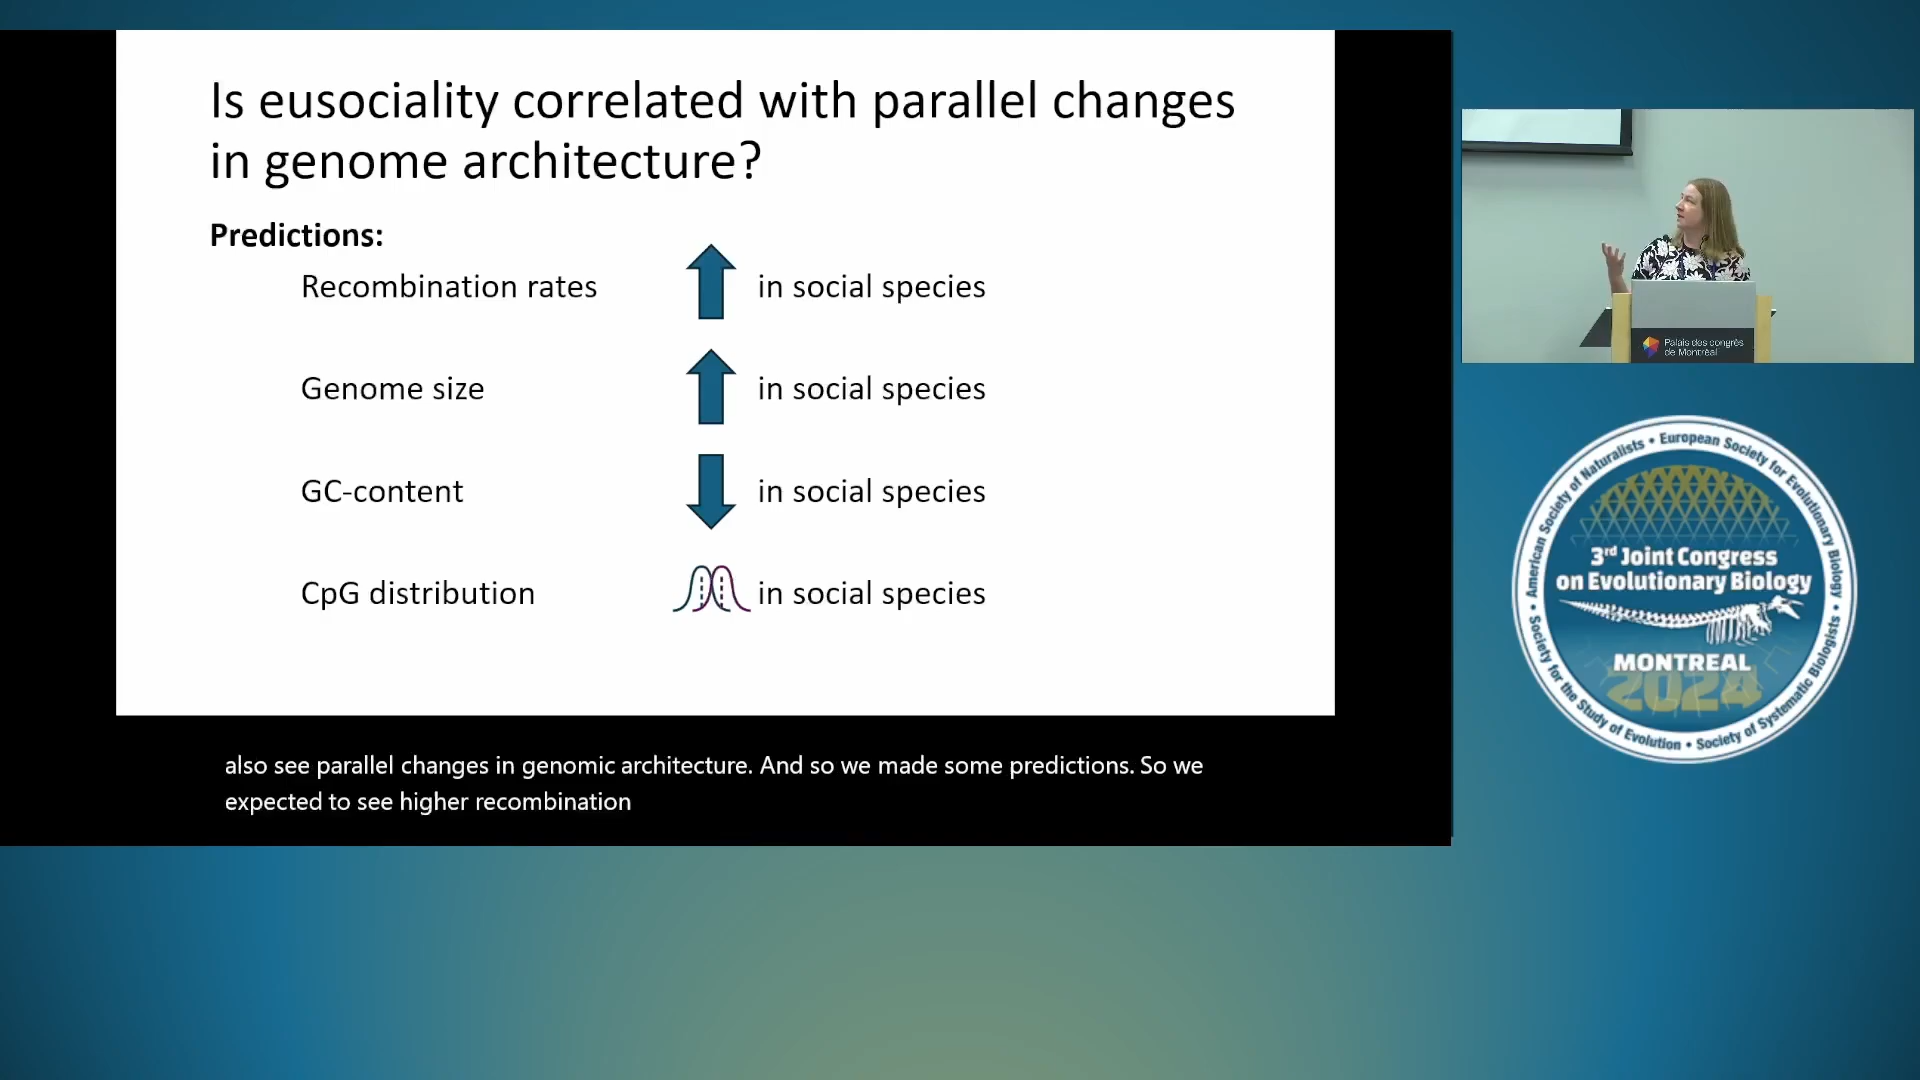 Is eusociality correlated with parallel changes
in genome architecture?
Predictions:
Recombination rates in social species
Genome size in social species
GC-content in social species
CpG distribution in social species
also see parallel changes in genomic architecture. And so we made some predictions. So we
expected to see higher recombination
Palais des congrès
de Montréal
American Society of Naturalists • European Society for Evolutionary Biology • Society of Systematic Biologists • Society for the Study of Evolution •
3rd Joint Congress
on Evolutionary Biology
MONTREAL
2024